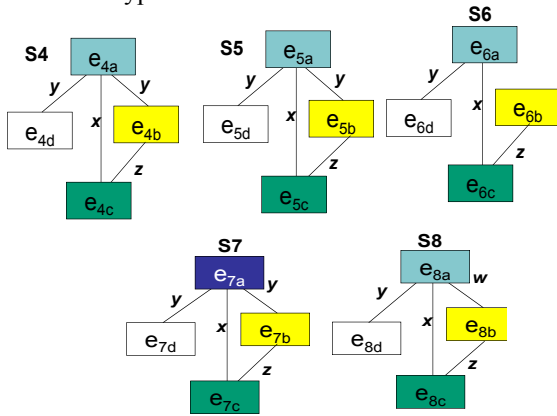 S4 S5 S6
e4a e5a e6a
y y y y y
e4d x e4b e5d x e5b e6d x e6b
z z z
e4c e5c e6c
S7 S8
e7a e8a
y y y w
e7d x e7b e8d x e8b
z z
e7c e8c